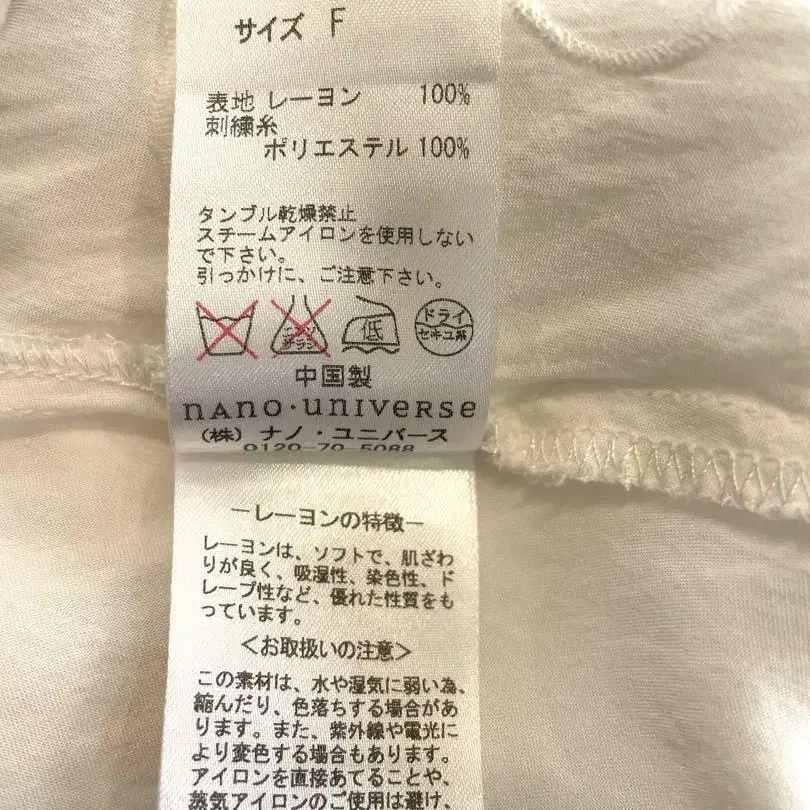 サイズ F
表地 レーヨン 100%
刺繍糸
ポリエステル 100%
タンブル乾燥禁止
スチームアイロンを使用しない
で下さい。
引っかけに、ご注意下さい。
エンソ サラシ 低 ドライ セキユ系
中国製
nano・universe
(株) ナノ・ユニバース
0120-70-5088
ーレーヨンの特徴ー
レーヨンは、ソフトで、肌ざわ
りが良く、吸湿性、染色性、ド
レープ性など、優れた性質をも
っています。
<お取扱いの注意>
この素材は、水や湿気に弱い為、
縮んだり、色落ちする場合があ
ります。また、紫外線や電光に
より変色する場合もあります。
アイロンを直接あてることや、
蒸気アイロンのご使用は避け、